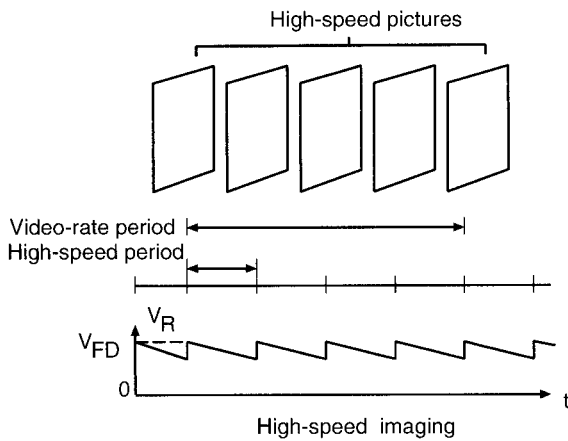 High-speed pictures
Video-rate period
High-speed period
V_R
V_FD
0
t
High-speed imaging